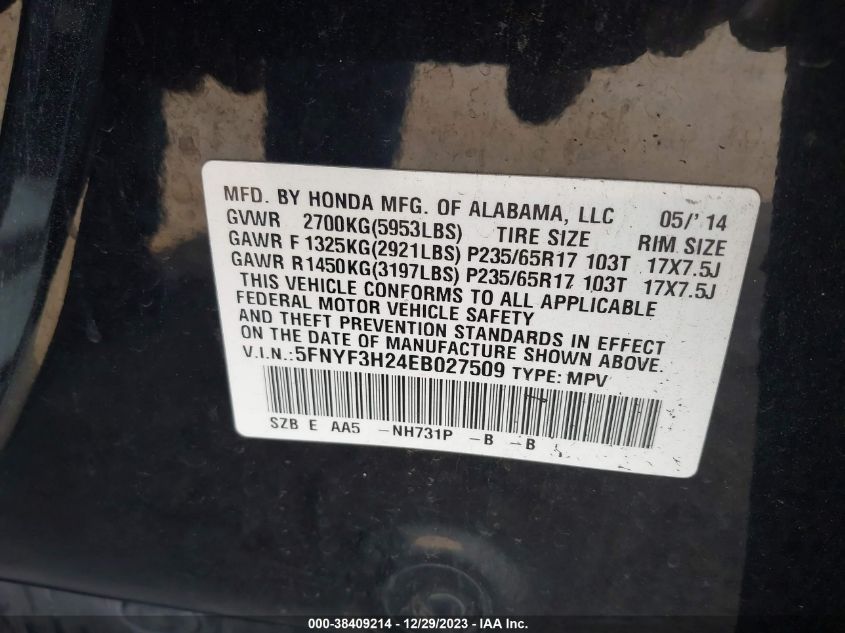 MFD. BY HONDA MFG. OF ALABAMA, LLC 05/'14
GVWR 2700KG(5953LBS) TIRE SIZE RIM SIZE
GAWR F 1325KG(2921LBS) P235/65R17 103T 17X7.5J
GAWR R1450KG(3197LBS) P235/65R17 103T 17X7.5J
THIS VEHICLE CONFORMS TO ALL APPLICABLE
FEDERAL MOTOR VEHICLE SAFETY
AND THEFT PREVENTION STANDARDS IN EFFECT
ON THE DATE OF MANUFACTURE SHOWN ABOVE.
V.I.N.:5FNYF3H24EB027509 TYPE: MPV
SZB E AA5 -NH731P -B -B
000-38409214 - 12/29/2023 - IAA Inc.